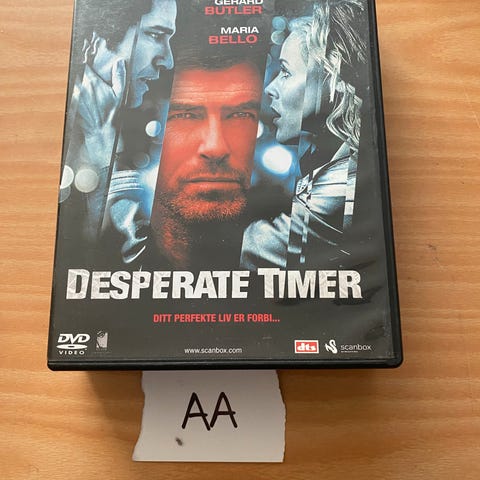 GERARD
BUTLER
MARIA
BELLO
DESPERATE TIMER
DITT PERFEKTE LIV ER FORBI...
DVD
VIDEO
www.scanbox.com
dts
scanbox
AA